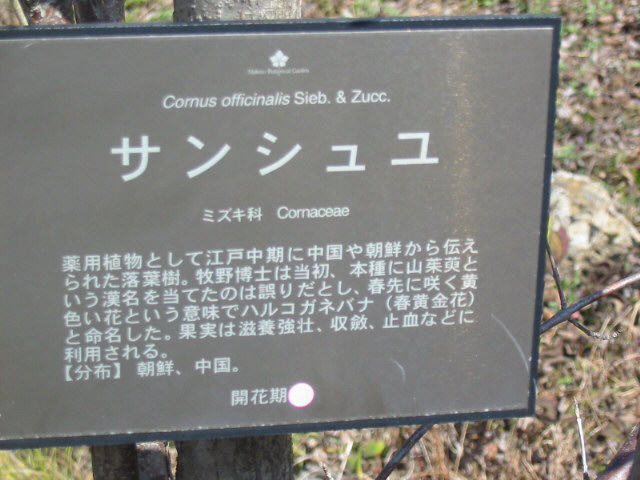 Makino Botanical Garden
Cornus officinalis Sieb. & Zucc.
サンシュユ
ミズキ科 Cornaceae
薬用植物として江戸中期に中国や朝鮮から伝え
られた落葉樹。牧野博士は当初、本種に山茱萸と
いう漢名を当てたのは誤りだとし、春先に咲く黄
色い花という意味でハルコガネバナ（春黄金花）
と命名した。果実は滋養強壮、収斂、止血などに
利用される。
【分布】 朝鮮、中国。
開花期